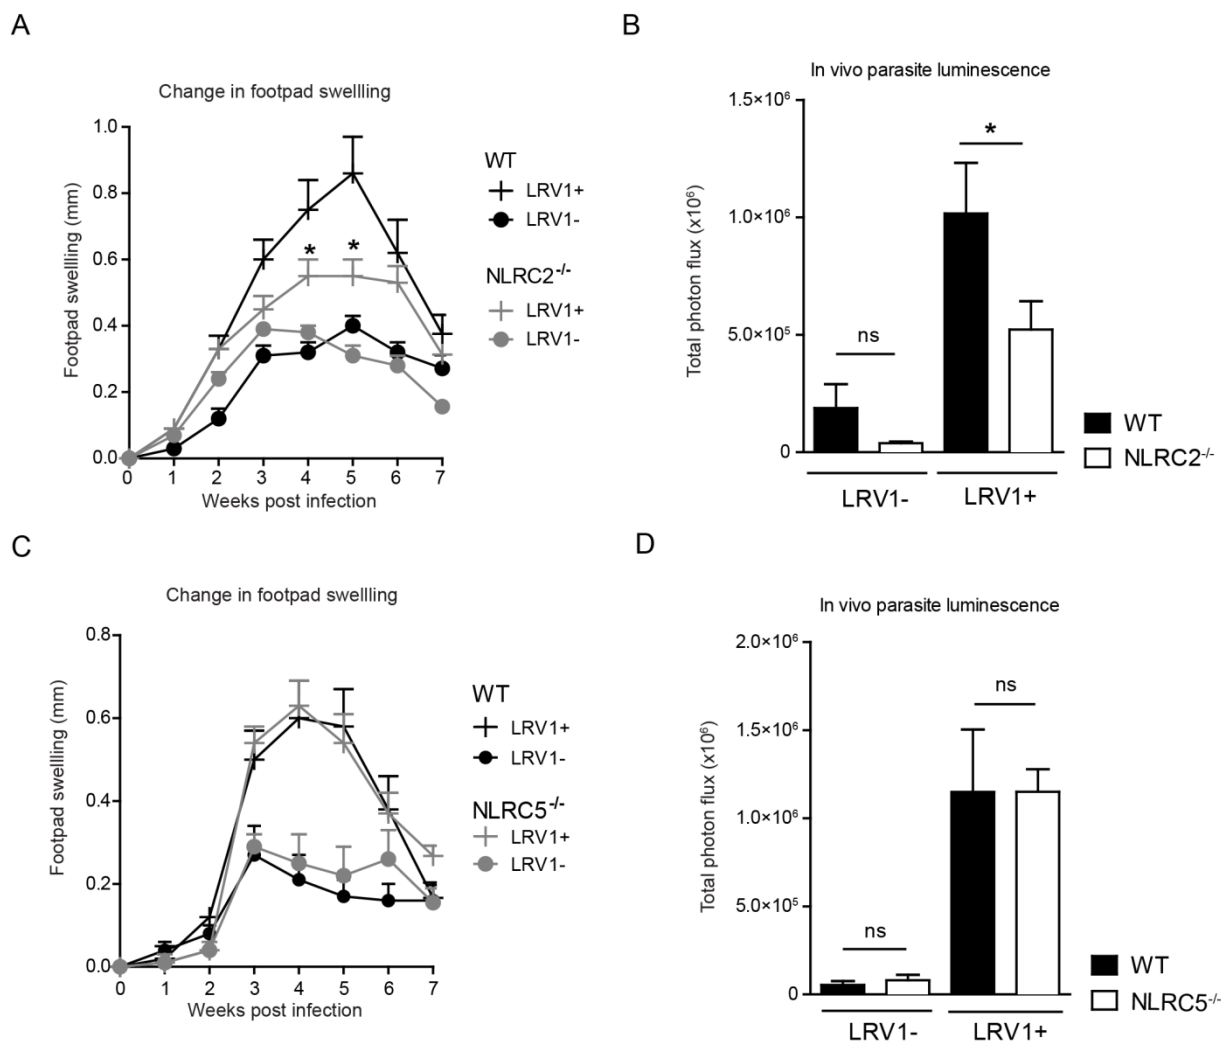 A
Change in footpad swellling
Footpad swellling (mm)
1.0
0.8
0.6
0.4
0.2
0.0
* *
0 1 2 3 4 5 6 7
Weeks post infection
WT
LRV1+
LRV1-
NLRC2-/-
LRV1+
LRV1-
B
In vivo parasite luminescence
Total photon flux (x10⁶)
1.5×10⁶
1.0×10⁶
5.0×10⁵
0
ns
*
LRV1- LRV1+
WT
NLRC2-/-
C
Change in footpad swellling
Footpad swellling (mm)
0.8
0.6
0.4
0.2
0.0
0 1 2 3 4 5 6 7
Weeks post infection
WT
LRV1+
LRV1-
NLRC5-/-
LRV1+
LRV1-
D
In vivo parasite luminescence
Total photon flux (x10⁶)
2.0×10⁶
1.5×10⁶
1.0×10⁶
5.0×10⁵
0
ns
ns
LRV1- LRV1+
WT
NLRC5-/-